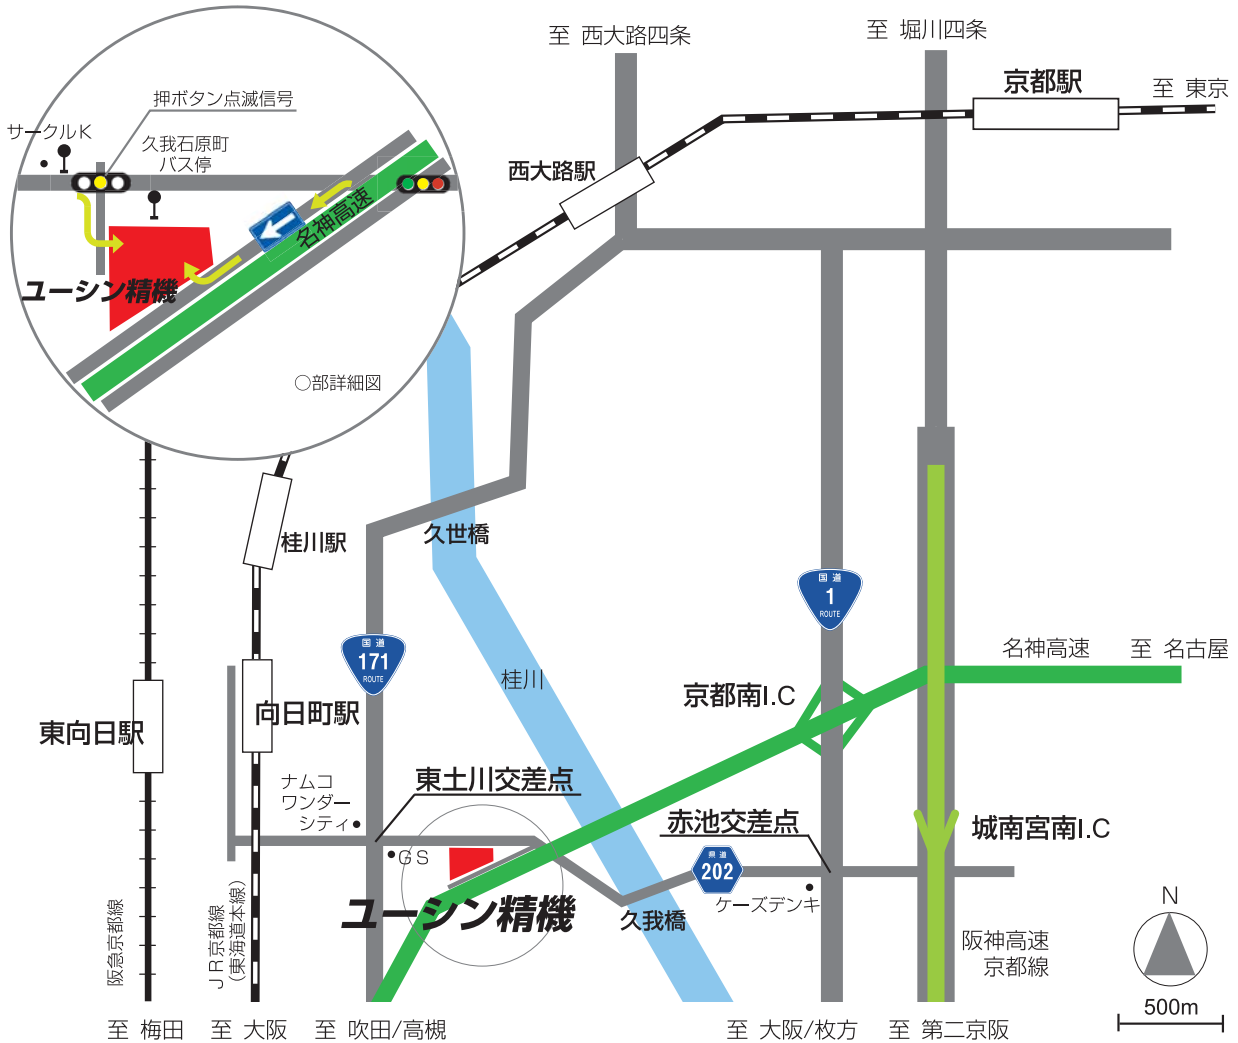 至 西大路四条
至 堀川四条
京都駅
至 東京
押ボタン点滅信号
サークルK
久我石原町
バス停
西大路駅
名神高速
ユーシン精機
○部詳細図
久世橋
桂川駅
国道
1
ROUTE
国道
171
ROUTE
名神高速
至 名古屋
桂川
京都南I.C
向日町駅
東向日駅
ナムコ
ワンダー
シティ
東土川交差点
赤池交差点
城南宮南I.C
GS
県道
202
ケーズデンキ
ユーシン精機
久我橋
阪急京都線
JR京都線
(東海道本線)
阪神高速
京都線
N
500m
至 梅田
至 大阪
至 吹田/高槻
至 大阪/枚方
至 第二京阪